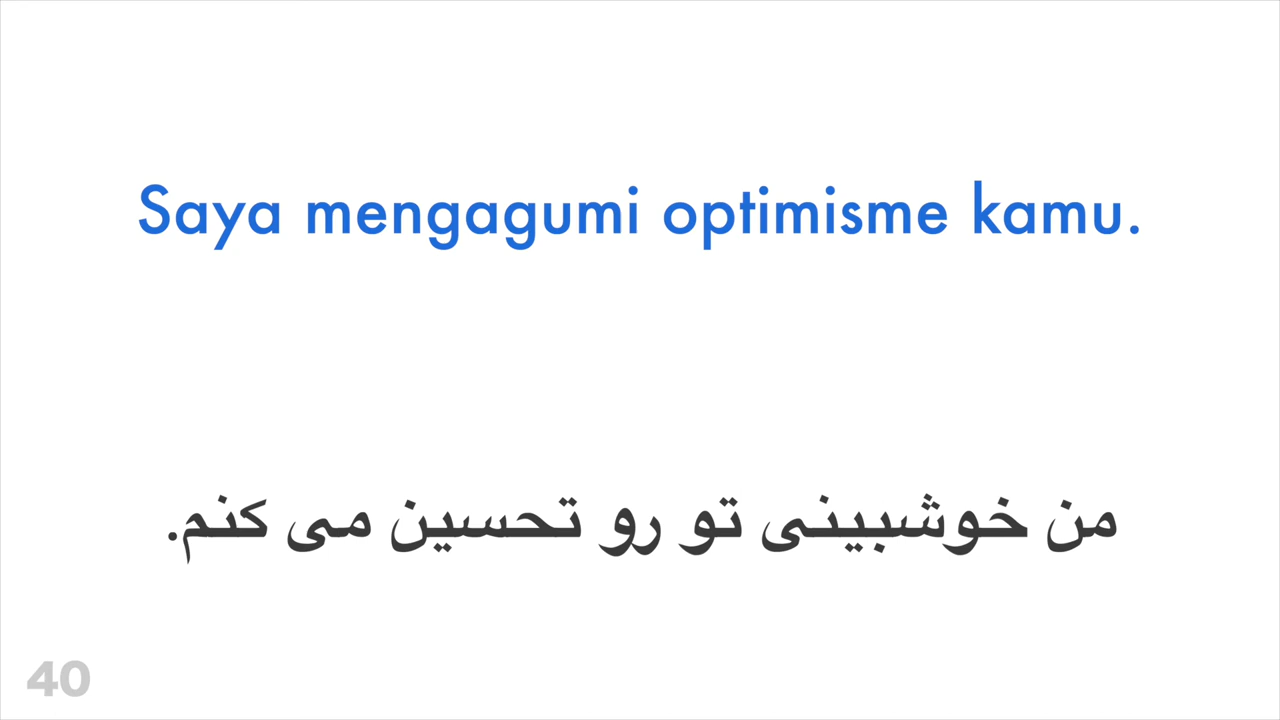 Saya mengagumi optimisme kamu.
من خوشبینی تو رو تحسین می کنم.
40